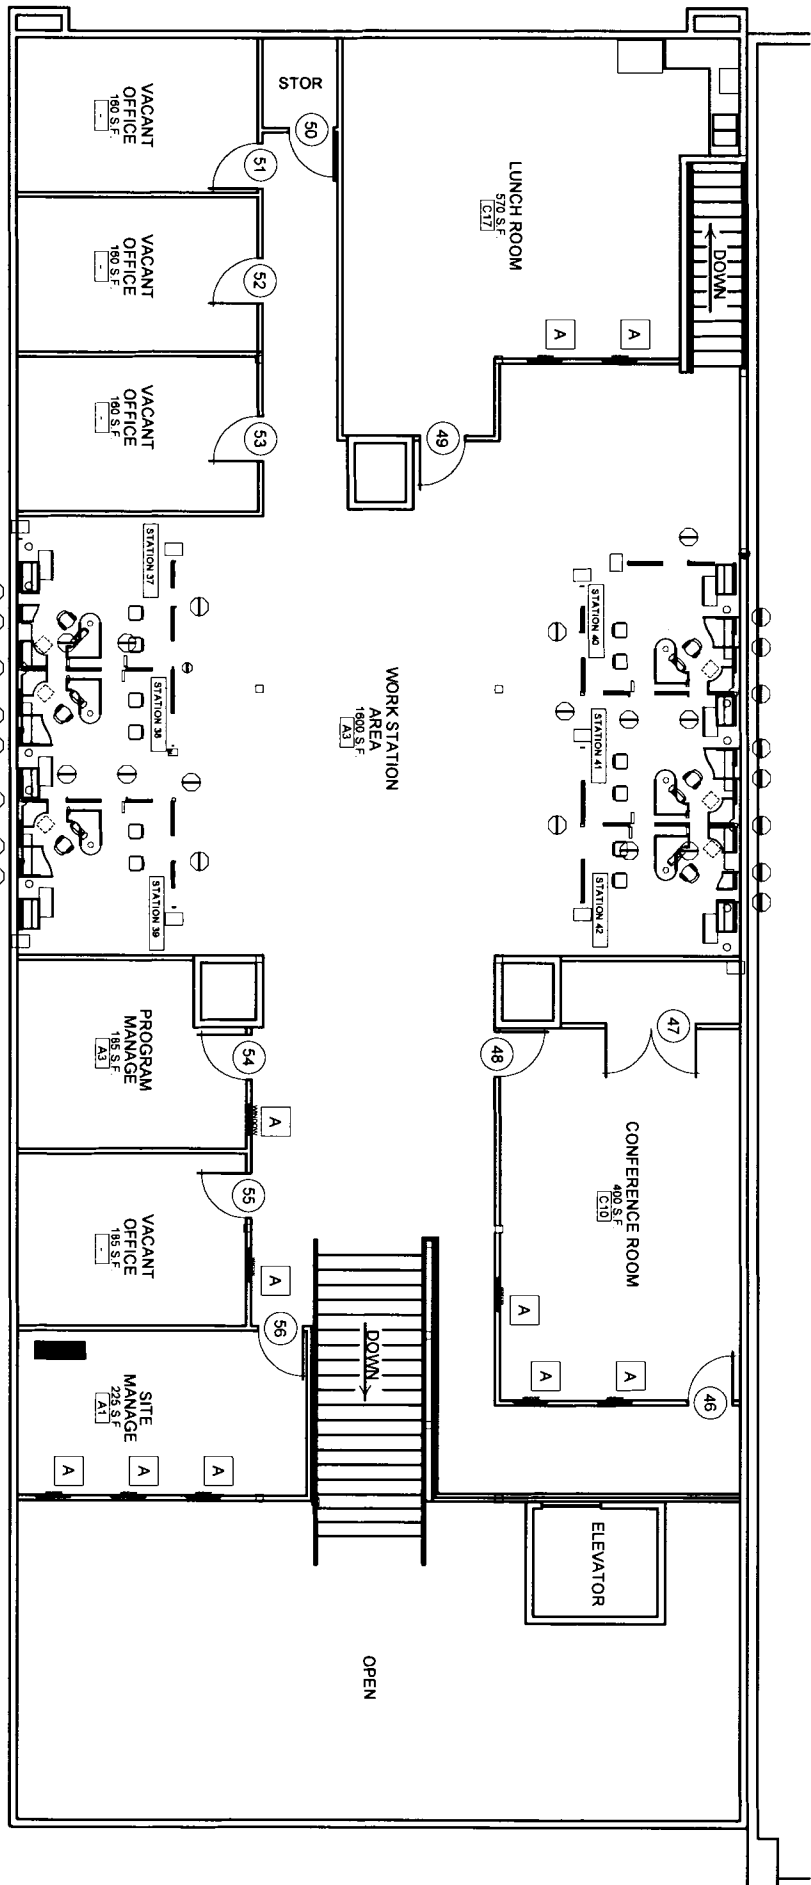 STOR
50
VACANT
OFFICE
160 S.F.
-
51
LUNCH ROOM
570 S.F.
C17
DOWN
VACANT
OFFICE
160 S.F.
-
52
A
A
VACANT
OFFICE
160 S.F.
-
53
49
STATION 37
STATION 40
WORK STATION
AREA
1600 S.F.
A3
STATION 38
STATION 41
STATION 39
STATION 42
PROGRAM
MANAGE
185 S.F.
A3
54
48
47
WINDOW
A
CONFERENCE ROOM
400 S.F.
C10
VACANT
OFFICE
185 S.F.
-
55
A
A
56
DOWN
A
A
46
SITE
MANAGE
225 S.F.
A1
A
A
A
ELEVATOR
OPEN